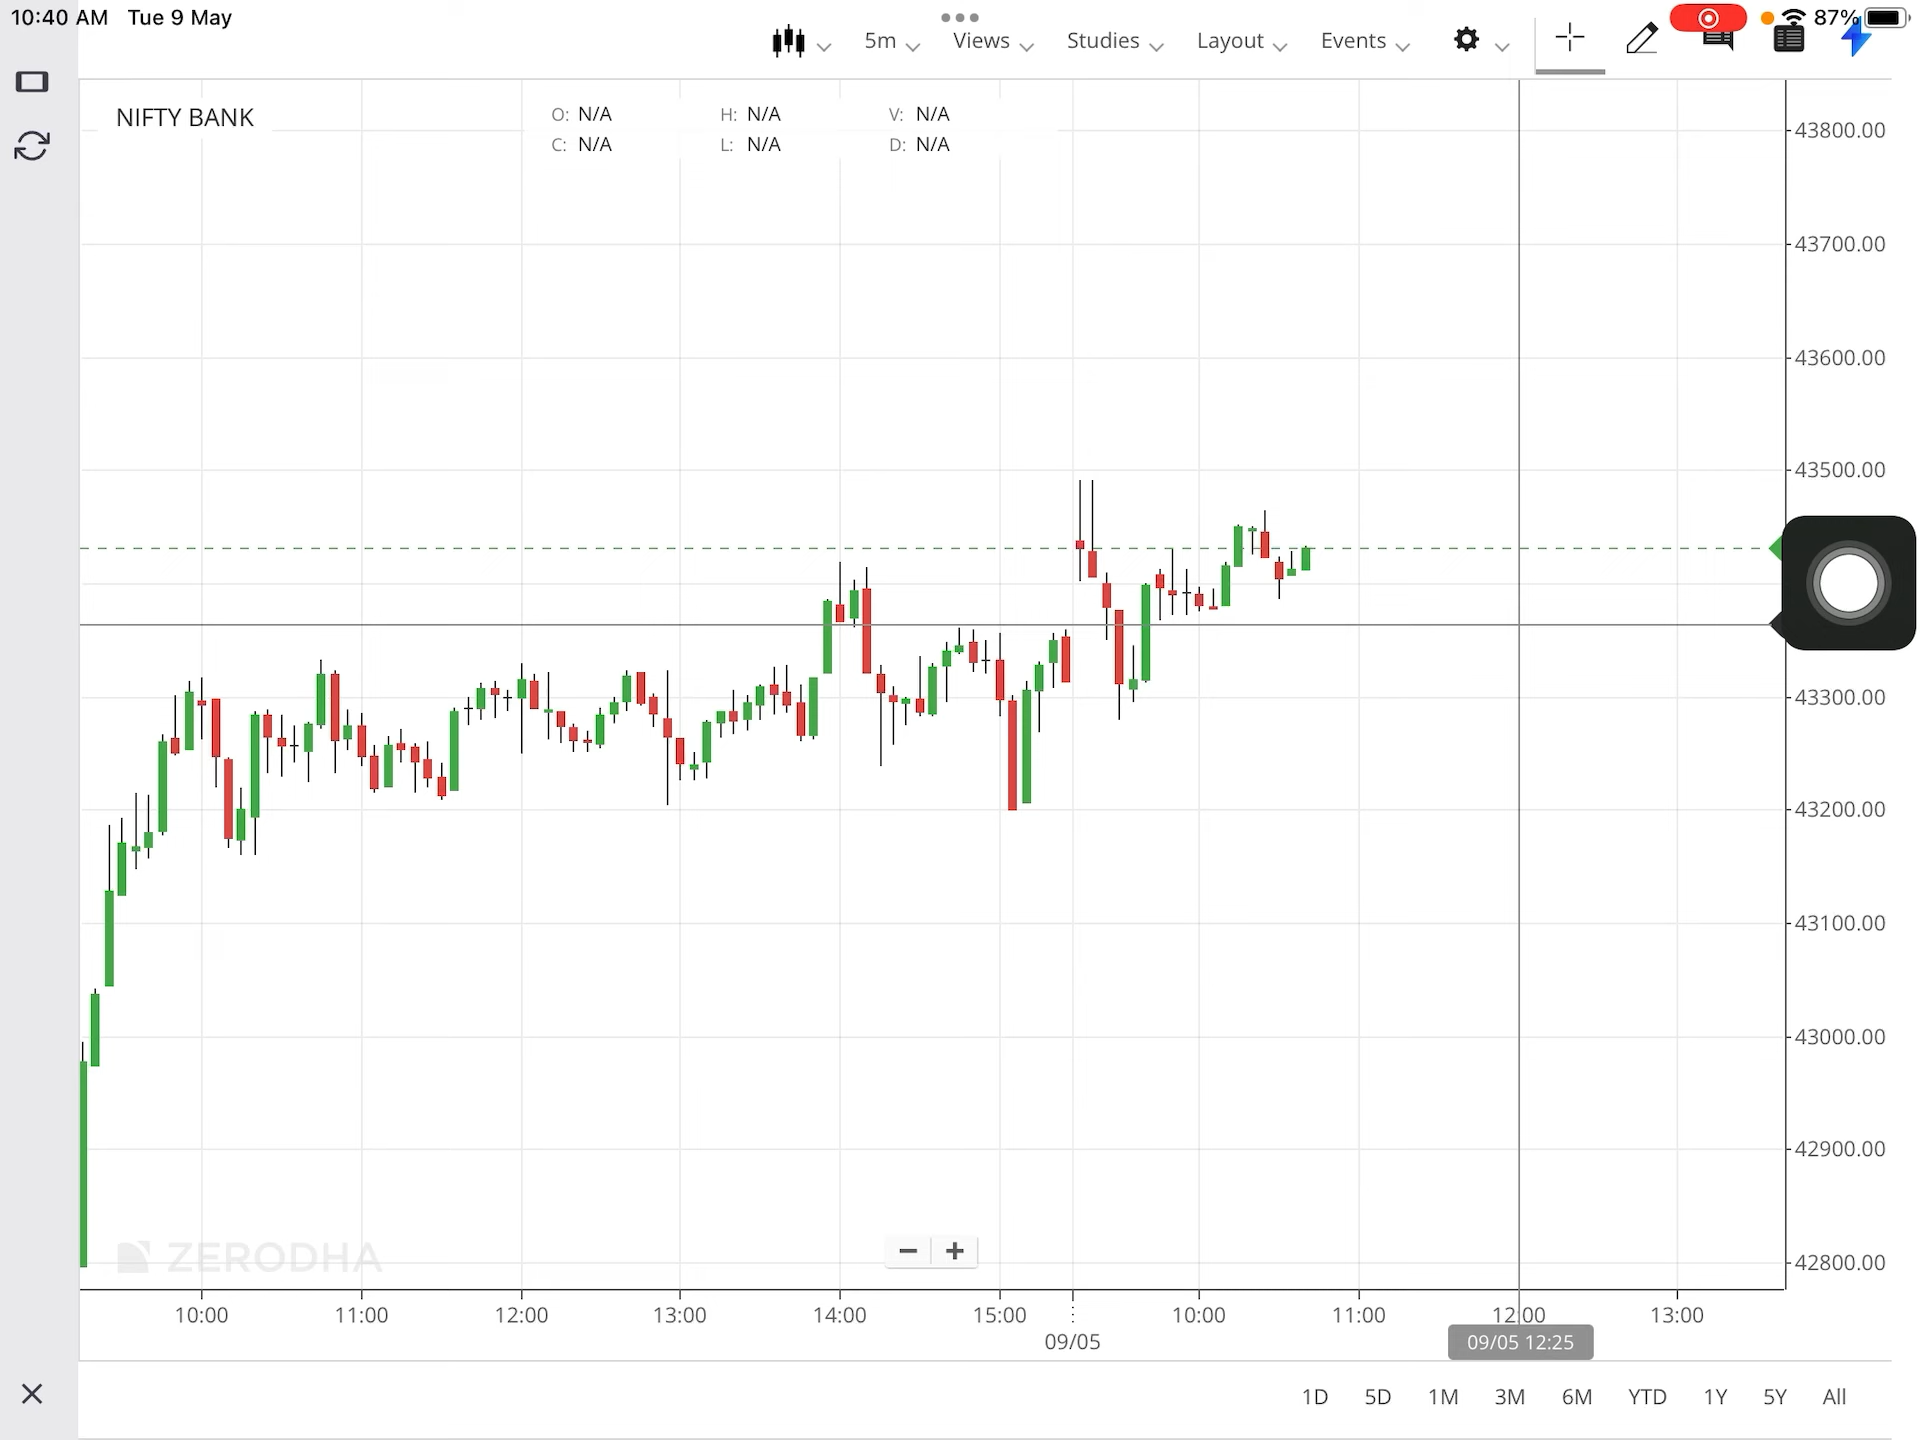 10:40 AM Tue 9 May
87%
5m Views Studies Layout Events
NIFTY BANK
O: N/A H: N/A V: N/A
C: N/A L: N/A D: N/A
43800.00
43700.00
43600.00
43500.00
43300.00
43200.00
43100.00
43000.00
42900.00
42800.00
ZERODHA
10:00 11:00 12:00 13:00 14:00 15:00 10:00 11:00 12:00 13:00
09/05 09/05 12:25
1D 5D 1M 3M 6M YTD 1Y 5Y All